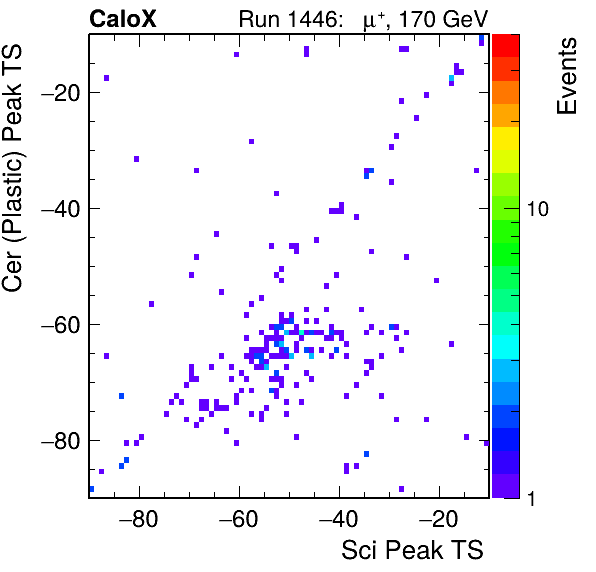 CaloX Run 1446: μ⁺, 170 GeV
Cer (Plastic) Peak TS
Events
−20
−40
−60
−80
10
1
−80 −60 −40 −20
Sci Peak TS